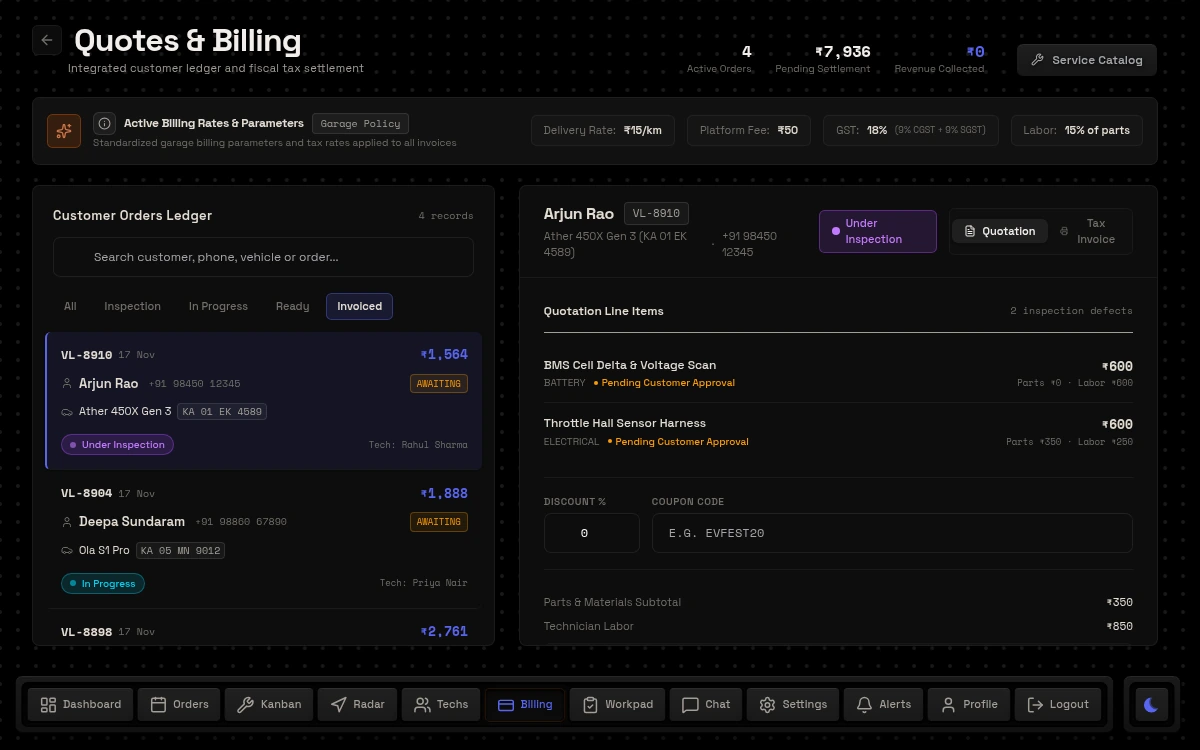 Quotes & Billing
Integrated customer ledger and fiscal tax settlement
4
Active Orders
₹7,936
Pending Settlement
₹0
Revenue Collected
Service Catalog
Active Billing Rates & Parameters
Garage Policy
Standardized garage billing parameters and tax rates applied to all invoices
Delivery Rate: ₹15/km
Platform Fee: ₹50
GST: 18% (9% CGST + 9% SGST)
Labor: 15% of parts
Customer Orders Ledger
4 records
Search customer, phone, vehicle or order...
All
Inspection
In Progress
Ready
Invoiced
VL-8910 17 Nov
₹1,564
Arjun Rao +91 98450 12345
AWAITING
Ather 450X Gen 3 KA 01 EK 4589
Under Inspection
Tech: Rahul Sharma
VL-8904 17 Nov
₹1,888
Deepa Sundaram +91 98860 67890
AWAITING
Ola S1 Pro KA 05 MN 9012
In Progress
Tech: Priya Nair
VL-8898 17 Nov
₹2,761
Arjun Rao VL-8910
Ather 450X Gen 3 (KA 01 EK
4589)
·
+91 98450
12345
Under
Inspection
Quotation
Tax
Invoice
Quotation Line Items
2 inspection defects
BMS Cell Delta & Voltage Scan
₹600
BATTERY • Pending Customer Approval
Parts ₹0 · Labor ₹600
Throttle Hall Sensor Harness
₹600
ELECTRICAL • Pending Customer Approval
Parts ₹350 · Labor ₹250
DISCOUNT %
COUPON CODE
0
E.G. EVFEST20
Parts & Materials Subtotal
₹350
Technician Labor
₹850
Dashboard
Orders
Kanban
Radar
Techs
Billing
Workpad
Chat
Settings
Alerts
Profile
Logout